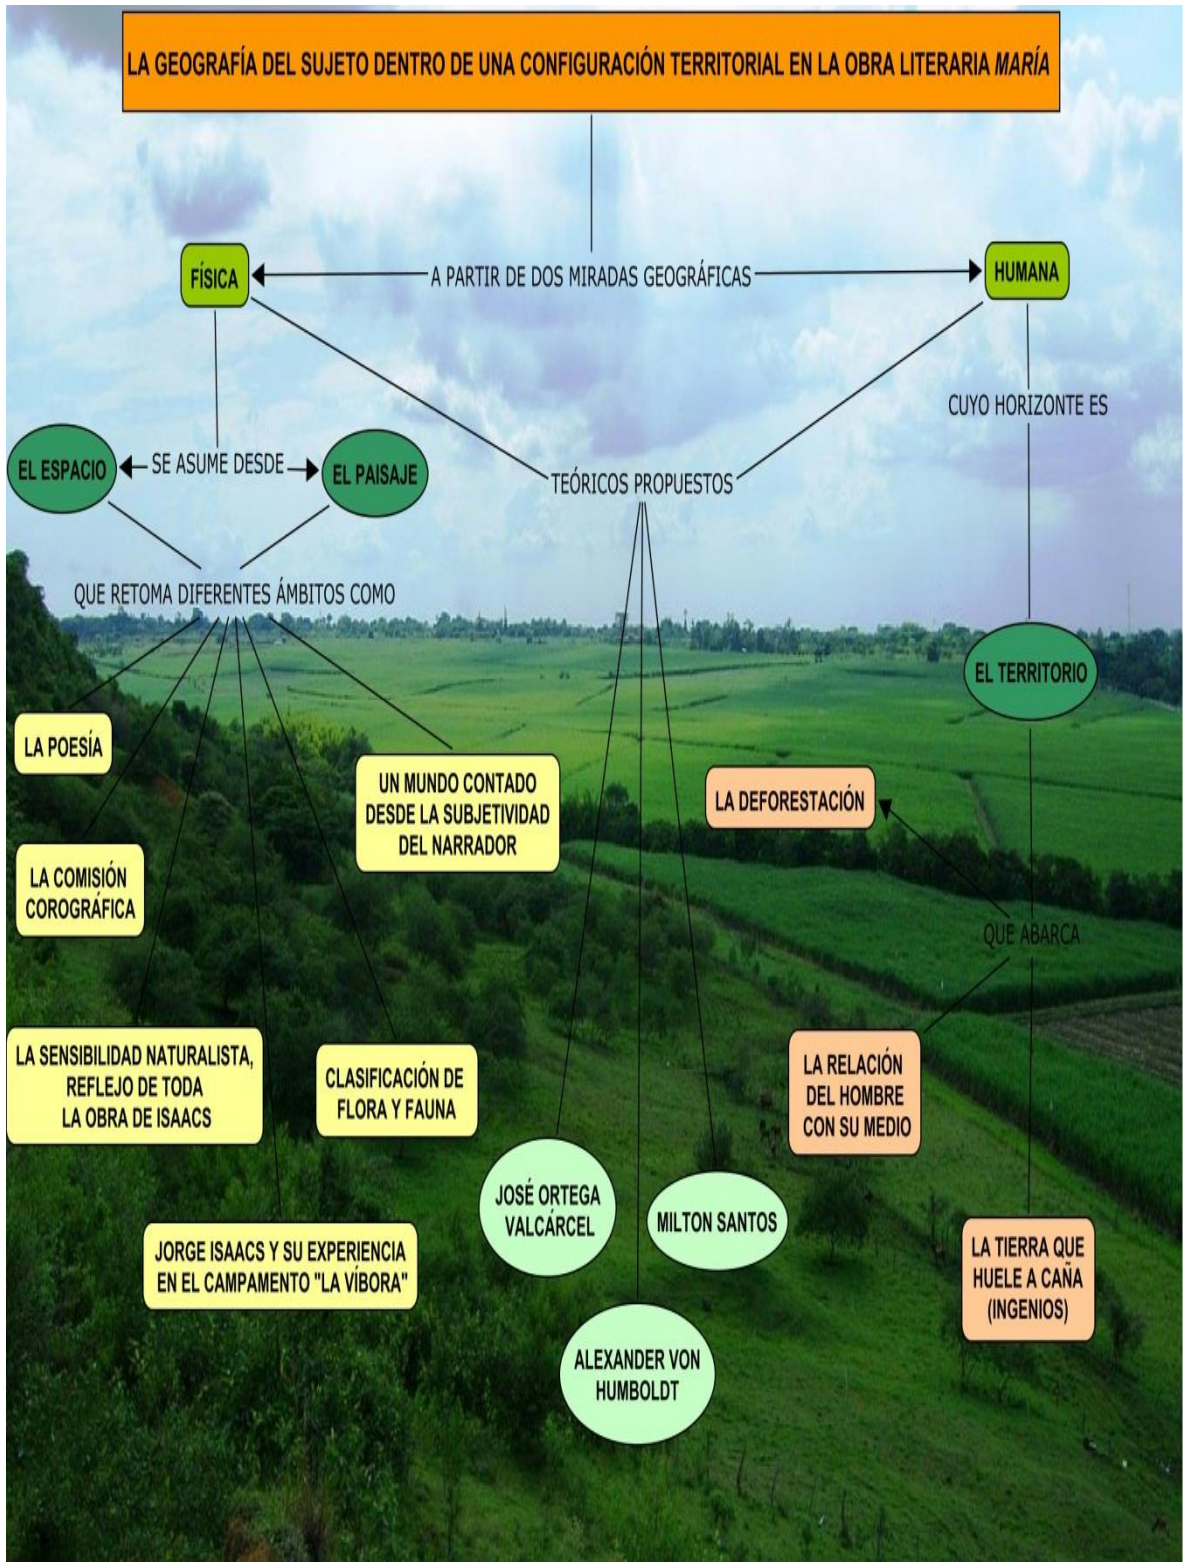 LA GEOGRAFÍA DEL SUJETO DENTRO DE UNA CONFIGURACIÓN TERRITORIAL EN LA OBRA LITERARIA MARÍA
FÍSICA
A PARTIR DE DOS MIRADAS GEOGRÁFICAS
HUMANA
CUYO HORIZONTE ES
EL ESPACIO
SE ASUME DESDE
EL PAISAJE
TEÓRICOS PROPUESTOS
QUE RETOMA DIFERENTES ÁMBITOS COMO
EL TERRITORIO
LA POESÍA
UN MUNDO CONTADO
DESDE LA SUBJETIVIDAD
DEL NARRADOR
LA DEFORESTACIÓN
LA COMISIÓN
COROGRÁFICA
QUE ABARCA
LA SENSIBILIDAD NATURALISTA,
REFLEJO DE TODA
LA OBRA DE ISAACS
CLASIFICACIÓN DE
FLORA Y FAUNA
LA RELACIÓN
DEL HOMBRE
CON SU MEDIO
JOSÉ ORTEGA
VALCÁRCEL
MILTON SANTOS
JORGE ISAACS Y SU EXPERIENCIA
EN EL CAMPAMENTO "LA VÍBORA"
LA TIERRA QUE
HUELE A CAÑA
(INGENIOS)
ALEXANDER VON
HUMBOLDT